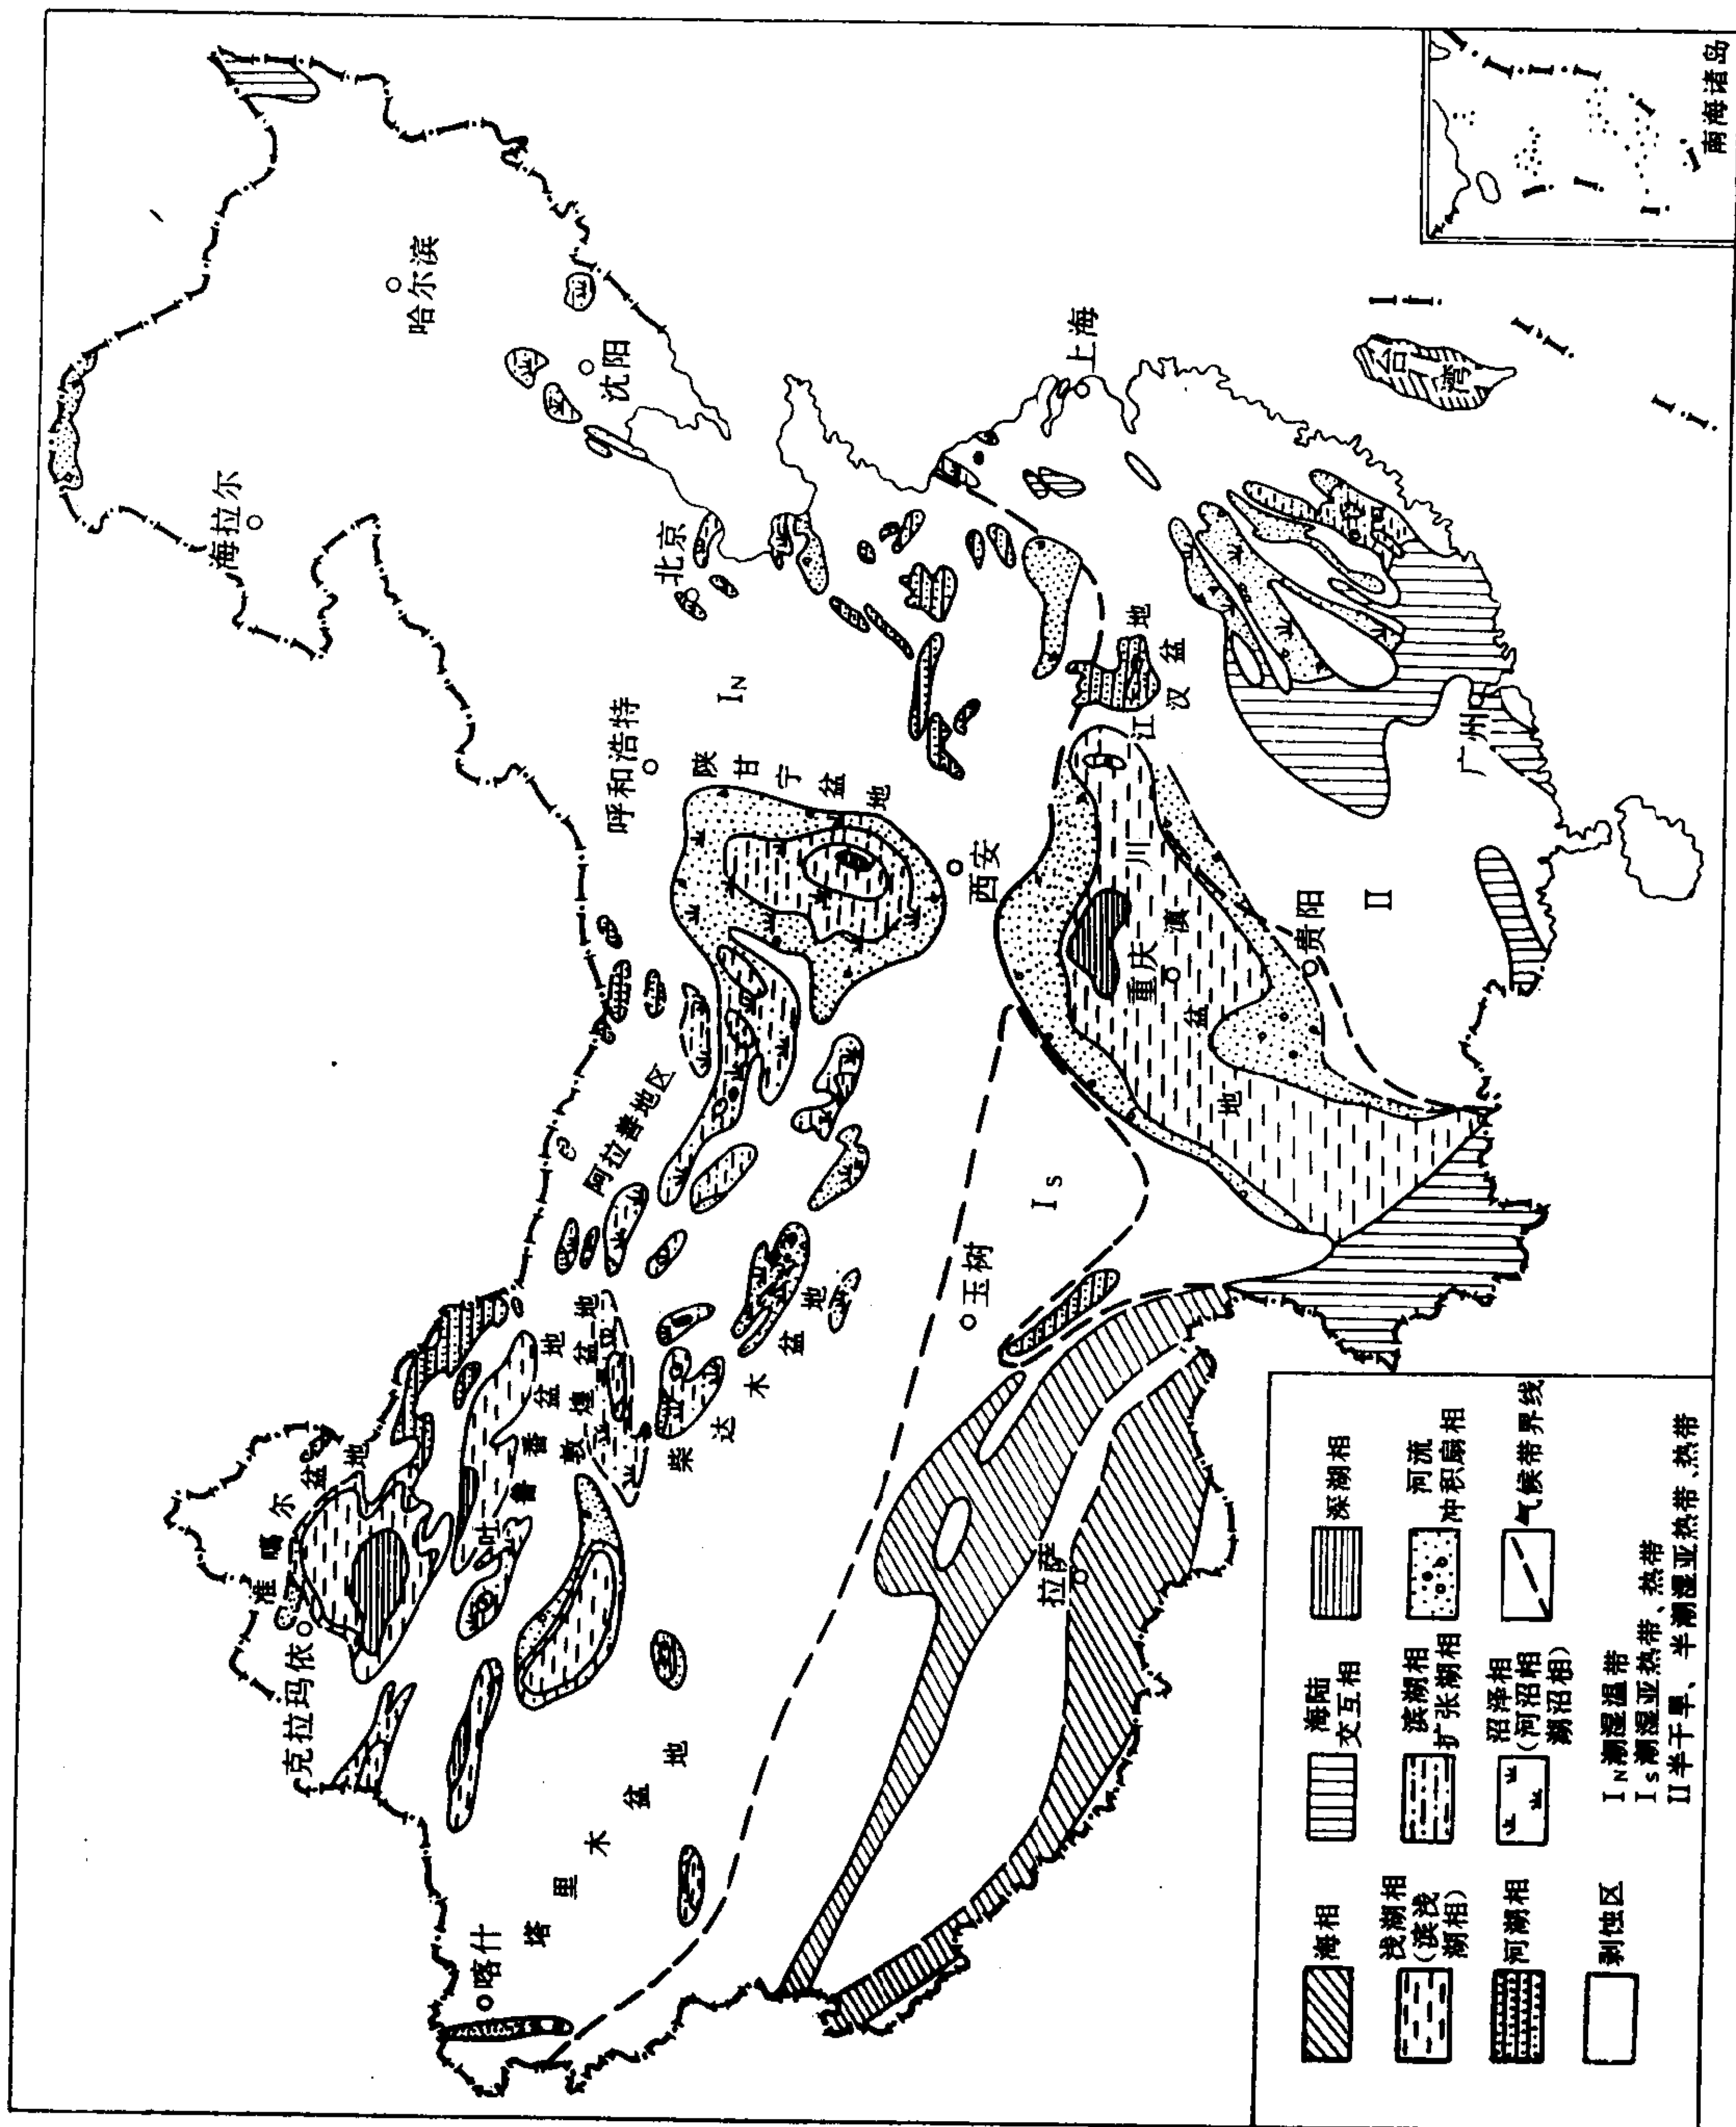 哈尔滨
海拉尔
沈阳
北京
呼和浩特
I_N
陕甘宁盆地
西安
上海
台湾
南海诸岛
江汉盆地
川滇盆地
重庆
贵阳
II
广州
阿拉善地区
玉树
I_S
准噶尔盆地
克拉玛依
吐鲁番盆地
敦煌盆地
柴达木盆地
塔里木盆地
喀什
拉萨
海相
海陆
交互相
深湖相
浅湖相
(滨浅
湖相)
滨湖相
扩张湖相
河流
冲积扇相
河湖相
沼泽相
(河沼相
湖沼相)
气候带界线
剥蚀区
I_N潮湿温带
I_S潮湿亚热带、热带
II半干旱、半潮湿亚热带、热带